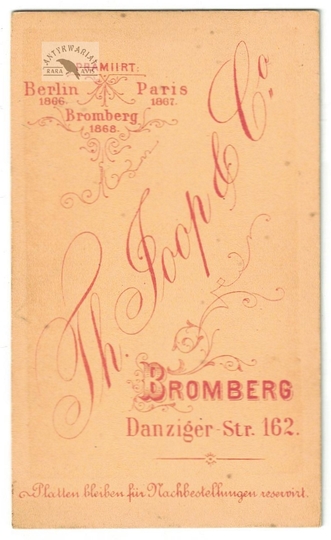 ANTYKWARIAT
RARA AVIS
PRÄMIIRT:
Berlin Paris
1866. 1867.
Bromberg
1868.
Th. Joop & Co.
BROMBERG
Danziger-Str. 162.
Platten bleiben für Nachbestellungen reservirt.